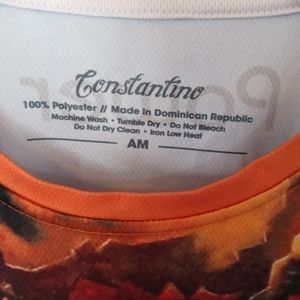 Constantino
100% Polyester // Made in Dominican Republic
Machine Wash • Tumble Dry • Do Not Bleach
Do Not Dry Clean • Iron Low Heat
AM